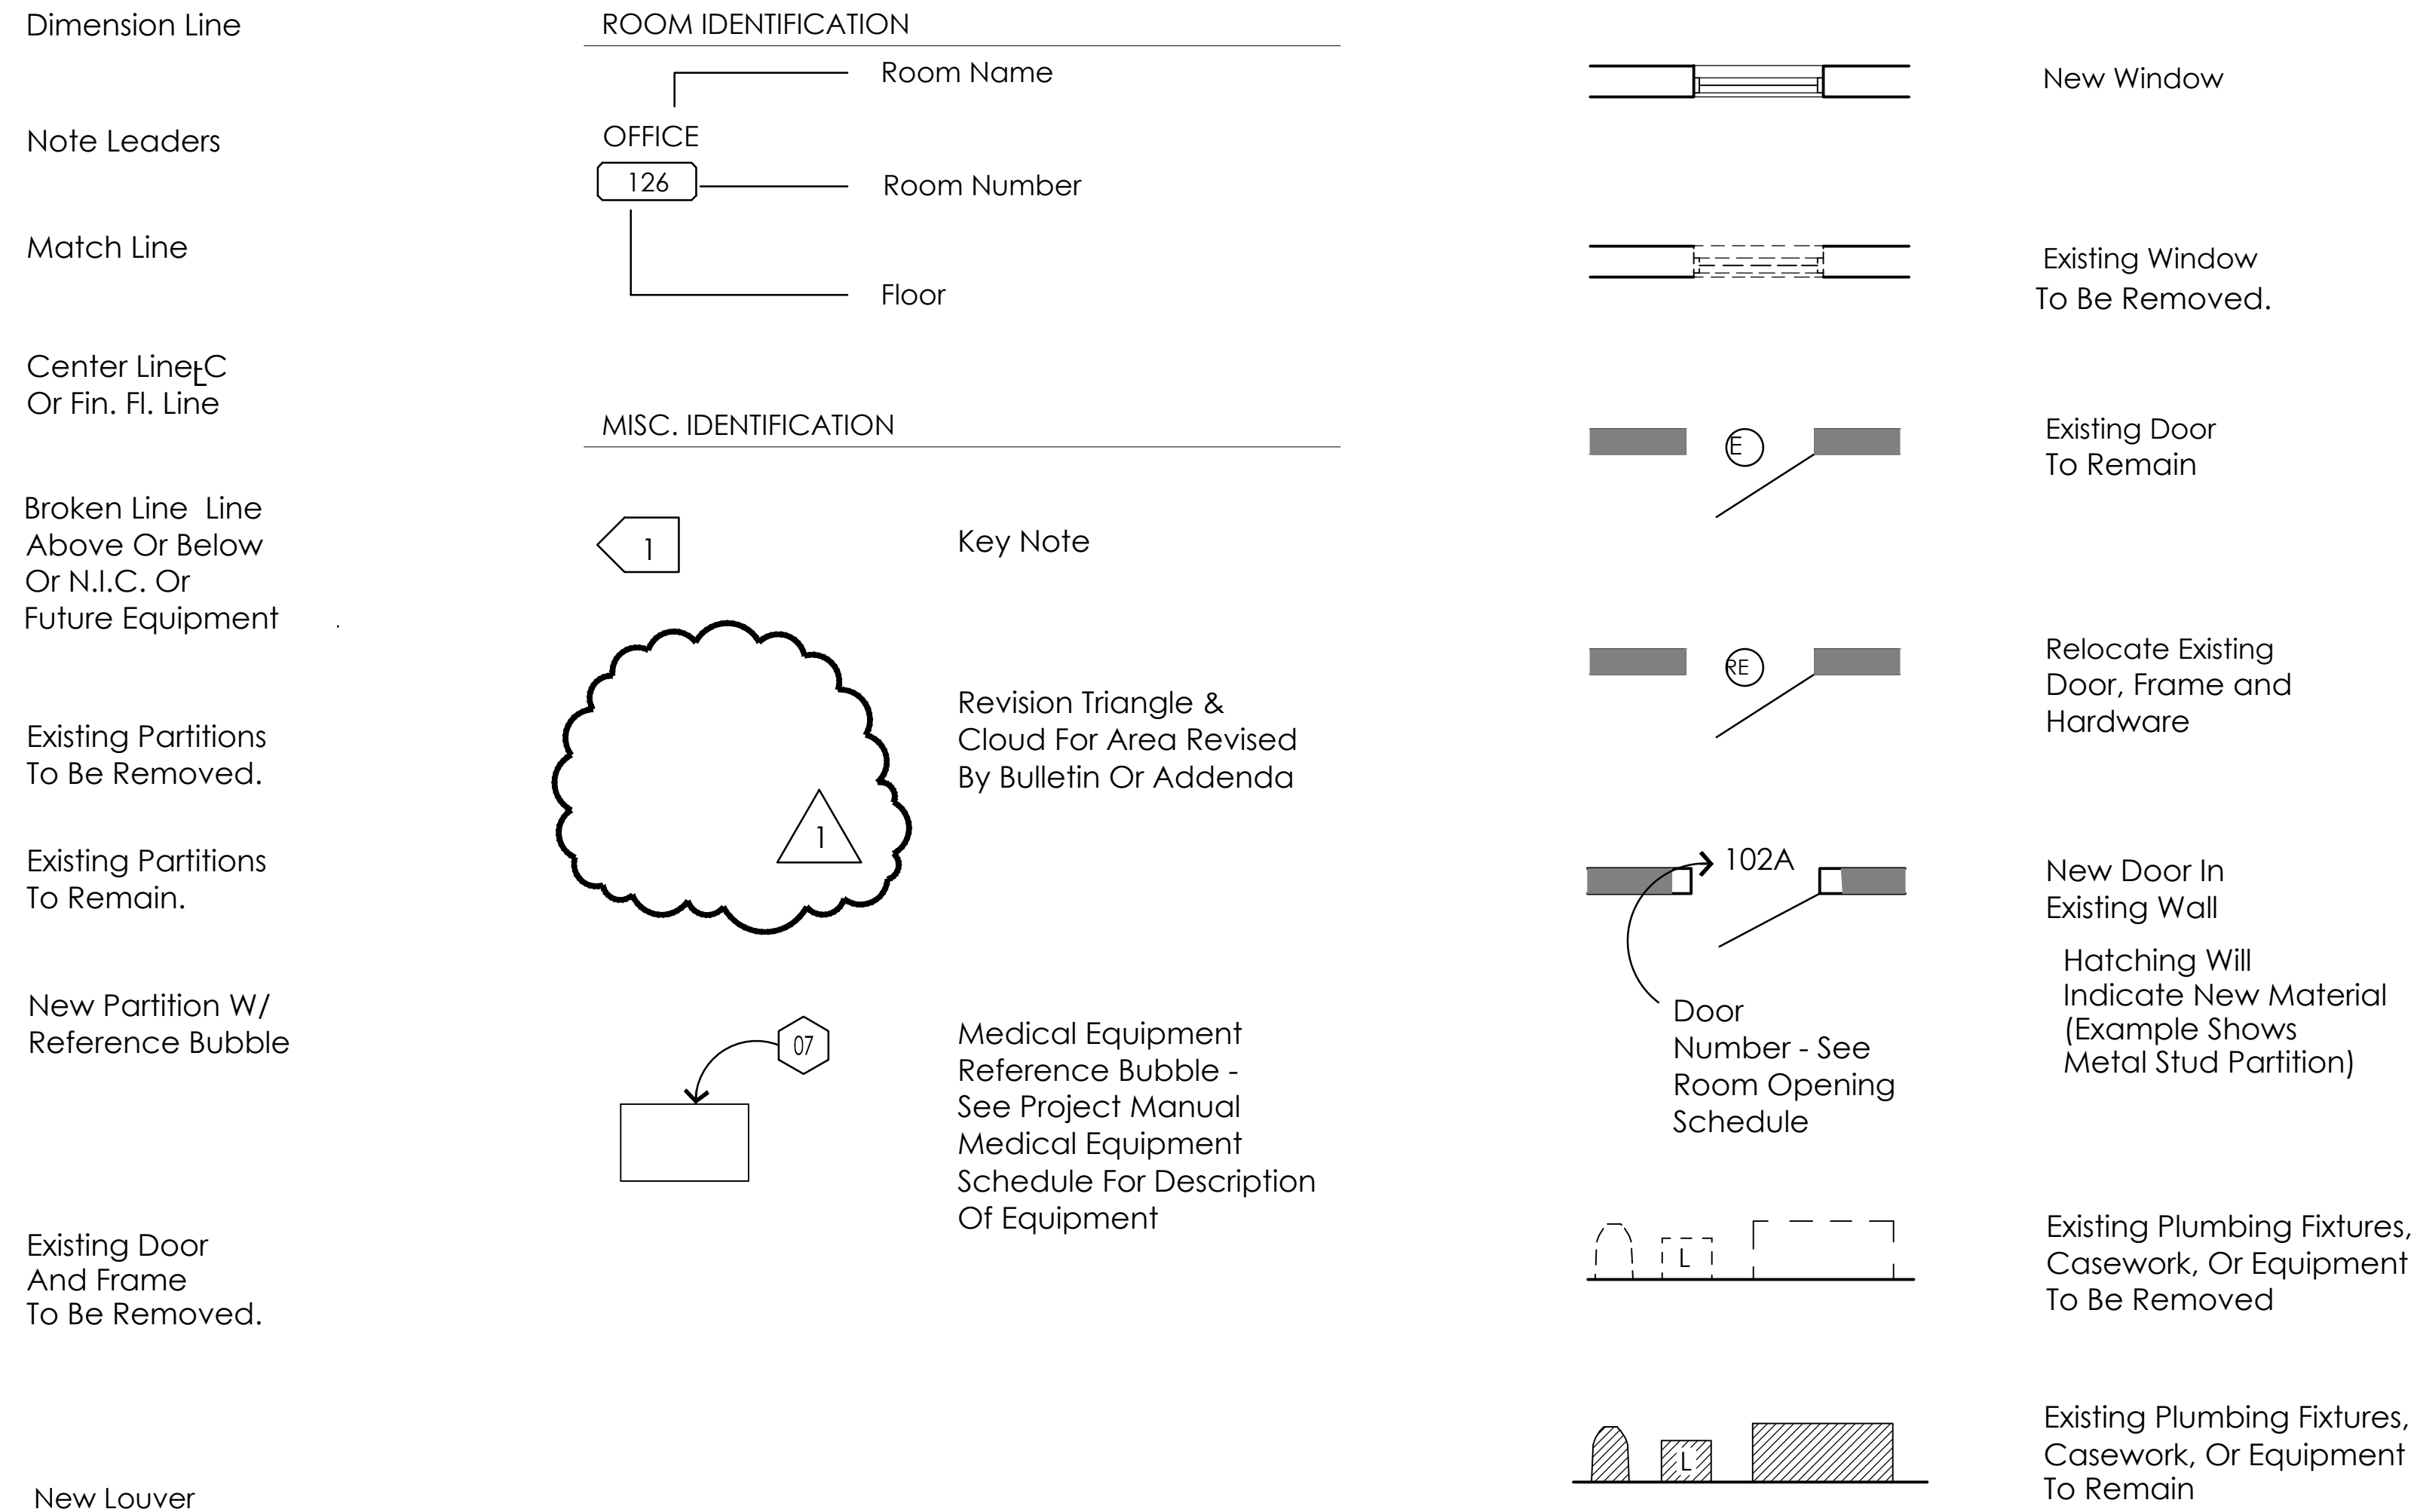 Dimension Line
Note Leaders
Match Line
Center Line LC
Or Fin. Fl. Line
Broken Line  Line
Above Or Below
Or N.I.C. Or
Future Equipment
Existing Partitions
To Be Removed.
Existing Partitions
To Remain.
New Partition W/
Reference Bubble
Existing Door
And Frame
To Be Removed.
New Louver
ROOM IDENTIFICATION
Room Name
OFFICE
126
Room Number
Floor
MISC. IDENTIFICATION
1
Key Note
Revision Triangle &
Cloud For Area Revised
By Bulletin Or Addenda
1
07
Medical Equipment
Reference Bubble -
See Project Manual
Medical Equipment
Schedule For Description
Of Equipment
New Window
Existing Window
To Be Removed.
E
Existing Door
To Remain
RE
Relocate Existing
Door, Frame and
Hardware
102A
Door
Number - See
Room Opening
Schedule
New Door In
Existing Wall
Hatching Will
Indicate New Material
(Example Shows
Metal Stud Partition)
L
Existing Plumbing Fixtures,
Casework, Or Equipment
To Be Removed
L
Existing Plumbing Fixtures,
Casework, Or Equipment
To Remain